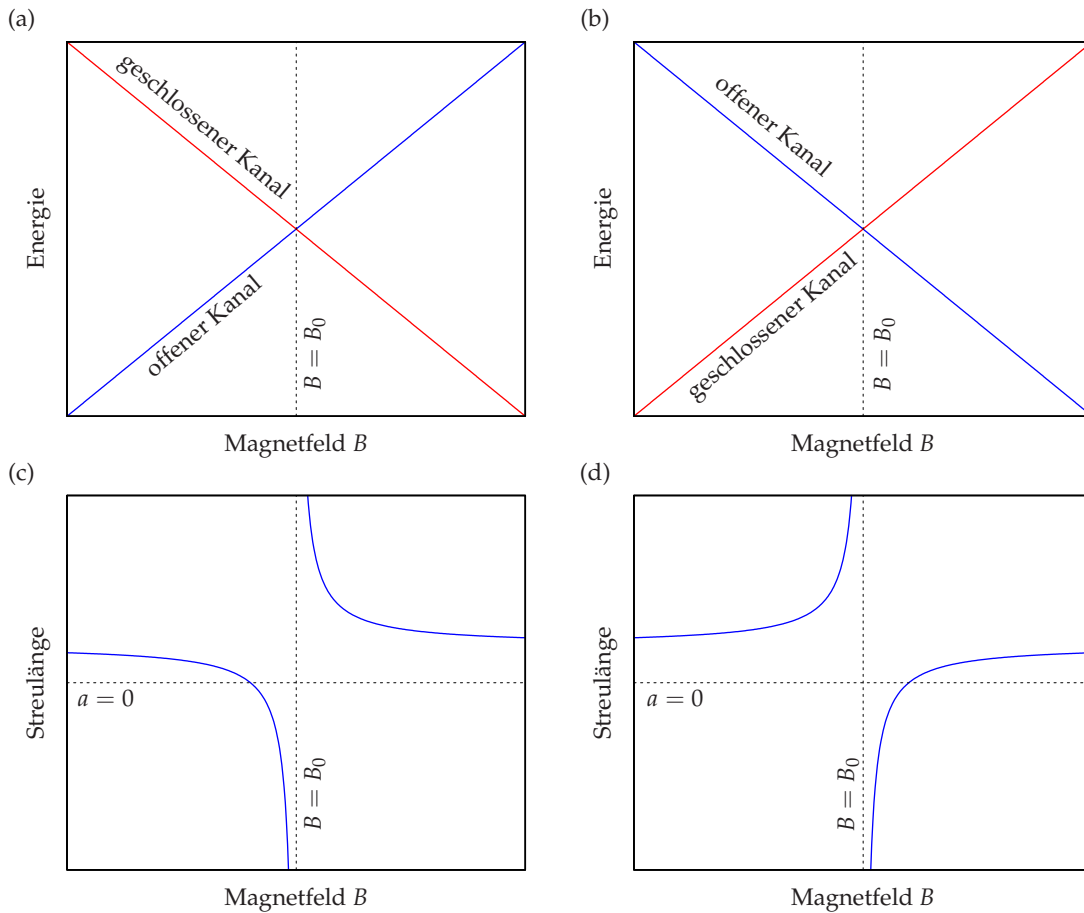 (a)
(b)
geschlossener Kanal
offener Kanal
B = B₀
Energie
Magnetfeld B
offener Kanal
geschlossener Kanal
B = B₀
Energie
Magnetfeld B
(c)
(d)
a = 0
B = B₀
Streulänge
Magnetfeld B
a = 0
B = B₀
Streulänge
Magnetfeld B